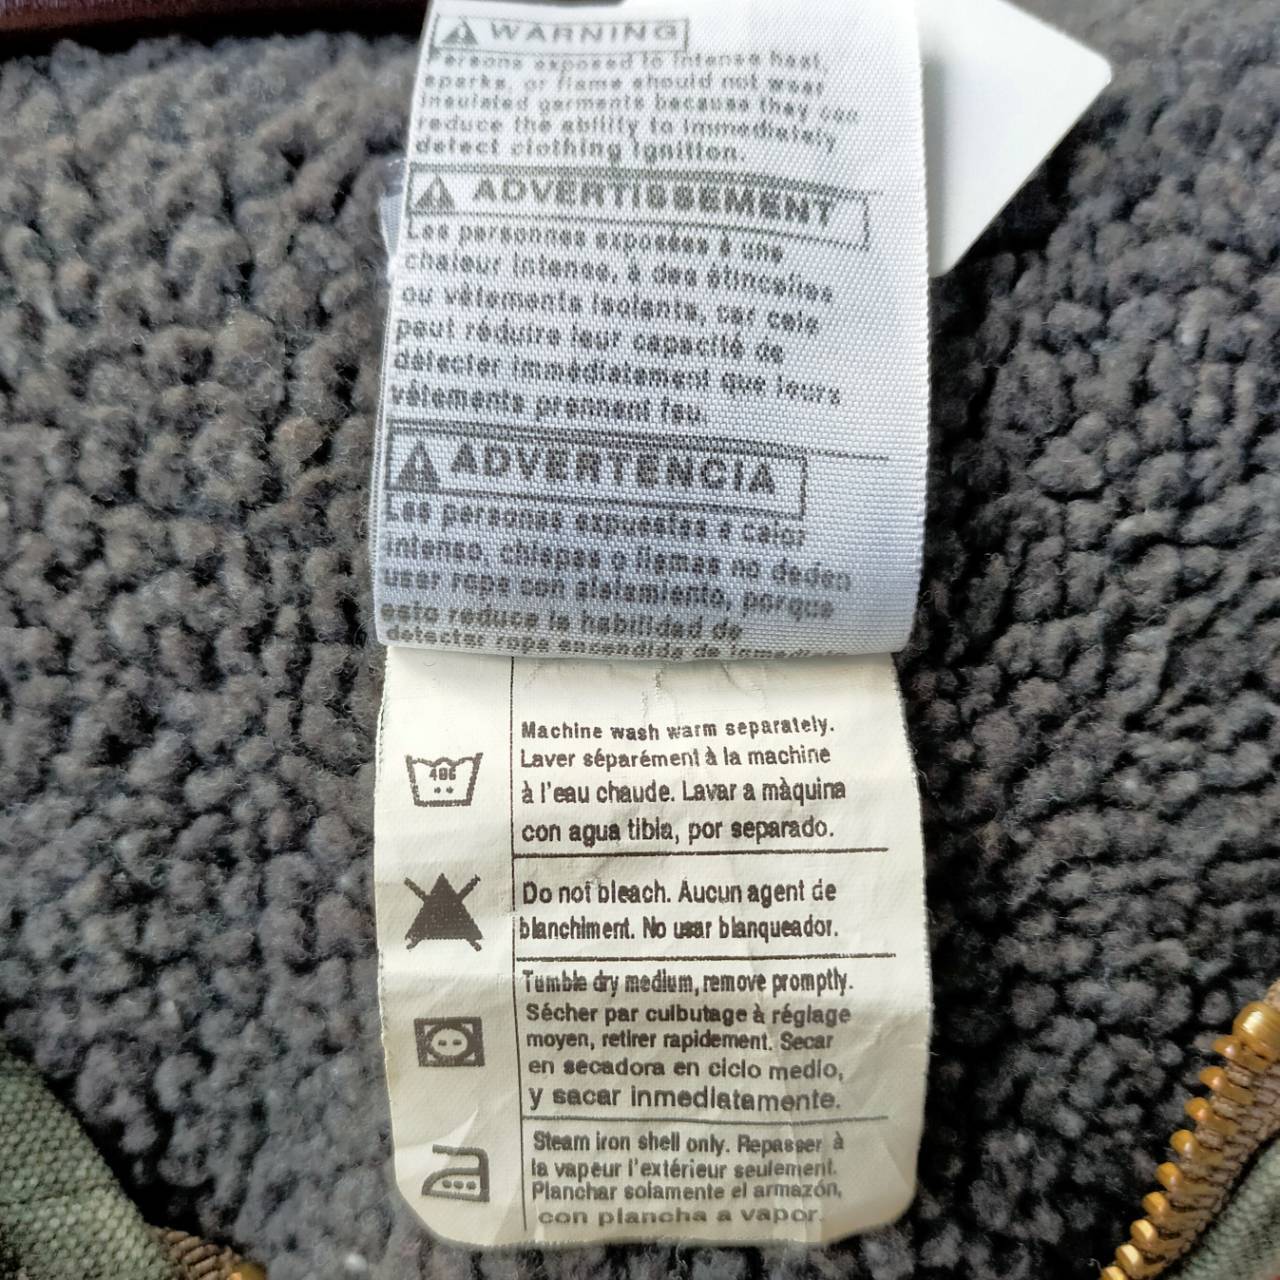 WARNING
ersons exposed to intense heat,
sparks, or flame should not wear
insulated garments because they can
reduce the ability to immediately
detect clothing ignition.
ADVERTISSEMENT
Les personnes exposées à une
chaleur intense, à des étincelles
ou vêtements isolants, car cela
peut réduire leur capacité de
détecter immédiatement que leurs
vêtements prennent feu.
ADVERTENCIA
Las personas expuestas a calor
intenso, chispas o llamas no deden
usar ropa con aislamiento, porque
esto reduce la habilidad de
detectar ropa encendida de
Machine wash warm separately.
Laver séparément à la machine
à l'eau chaude. Lavar a màquina
con agua tibia, por separado.
Do not bleach. Aucun agent de
blanchiment. No usar blanqueador.
Tumble dry medium, remove promptly.
Sécher par culbutage à réglage
moyen, retirer rapidement. Secar
en secadora en ciclo medio,
y sacar inmediatamente.
Steam iron shell only. Repasser à
la vapeur l'extérieur seulement.
Planchar solamente el armazón,
con plancha a vapor.